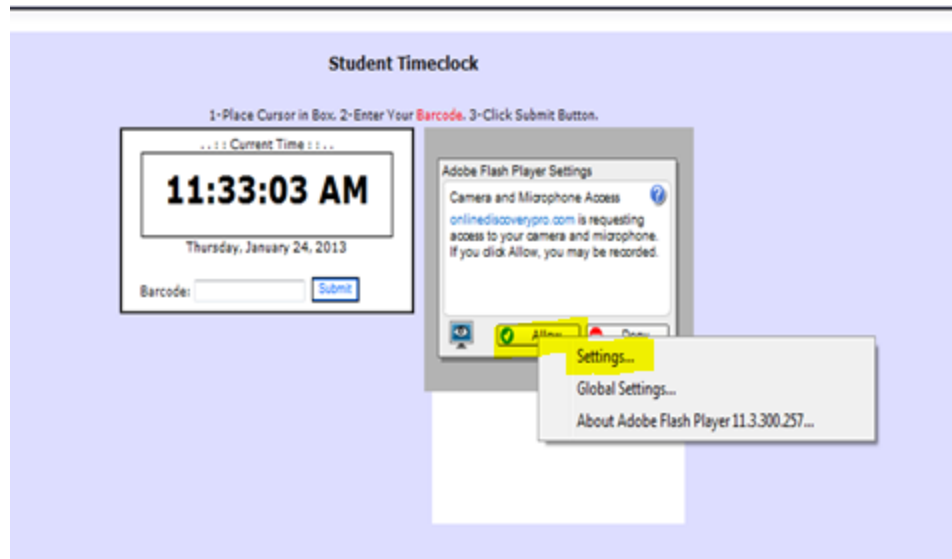 Student Timeclock
1-Place Cursor in Box. 2-Enter Your Barcode. 3-Click Submit Button.
..::Current Time::..
11:33:03 AM
Thursday, January 24, 2013
Barcode:
Submit
Adobe Flash Player Settings
Camera and Microphone Access
onlinediscoverypro.com is requesting
access to your camera and microphone.
If you click Allow, you may be recorded.
Allow
Deny
Settings...
Global Settings...
About Adobe Flash Player 11.3.300.257...